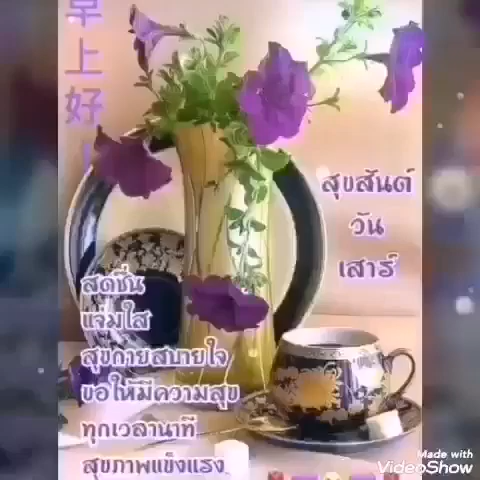 早上好!
สุขสันต์
วัน
เสาร์
สดชื่น
แจ่มใส
สุขกายสบายใจ
ขอให้มีความสุข
ทุกเวลานาที
สุขภาพแข็งแรง
Made with
VideoShow